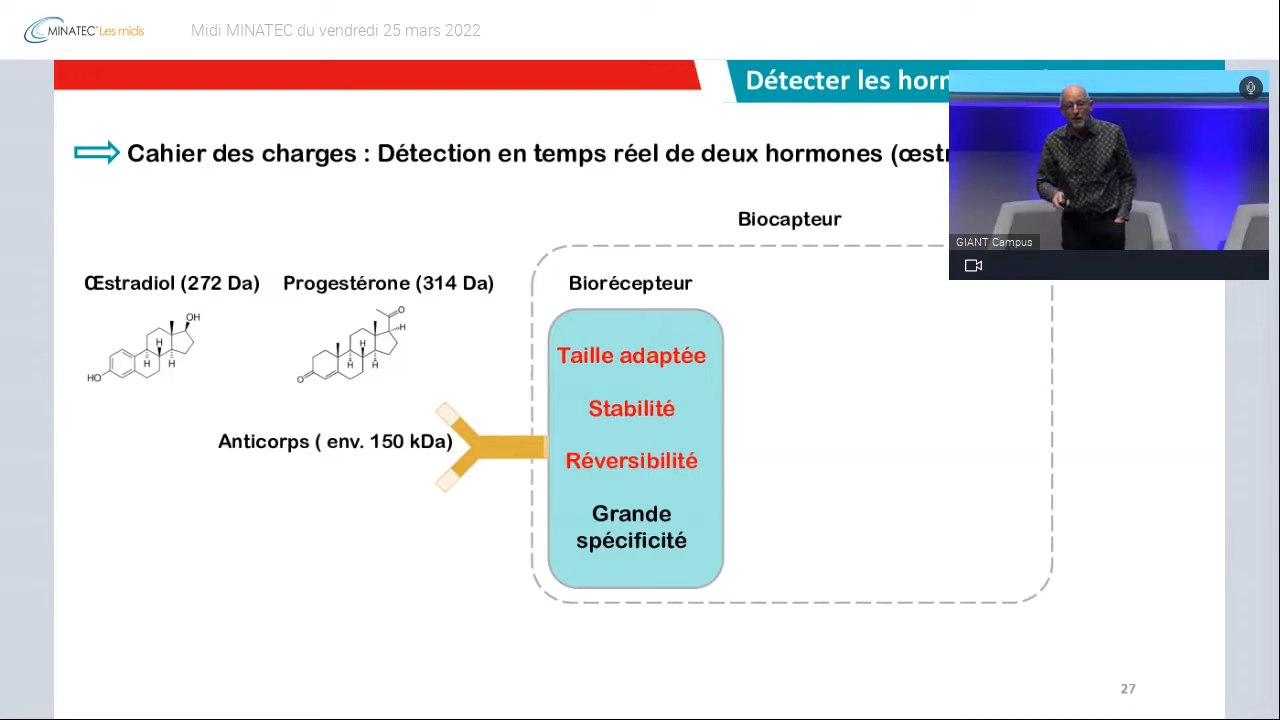 MINATEC Les midis
Midi MINATEC du vendredi 25 mars 2022
Détecter les
Cahier des charges : Détection en temps réel de deux hormones
Biocapteur
GIANT Campus
Œstradiol (272 Da)
Progestérone (314 Da)
Biorécepteur
OH
H
H
H
HO
O
H
H
H
H
O
Taille adaptée
Stabilité
Anticorps ( env. 150 kDa)
Réversibilité
Grande
spécificité
27